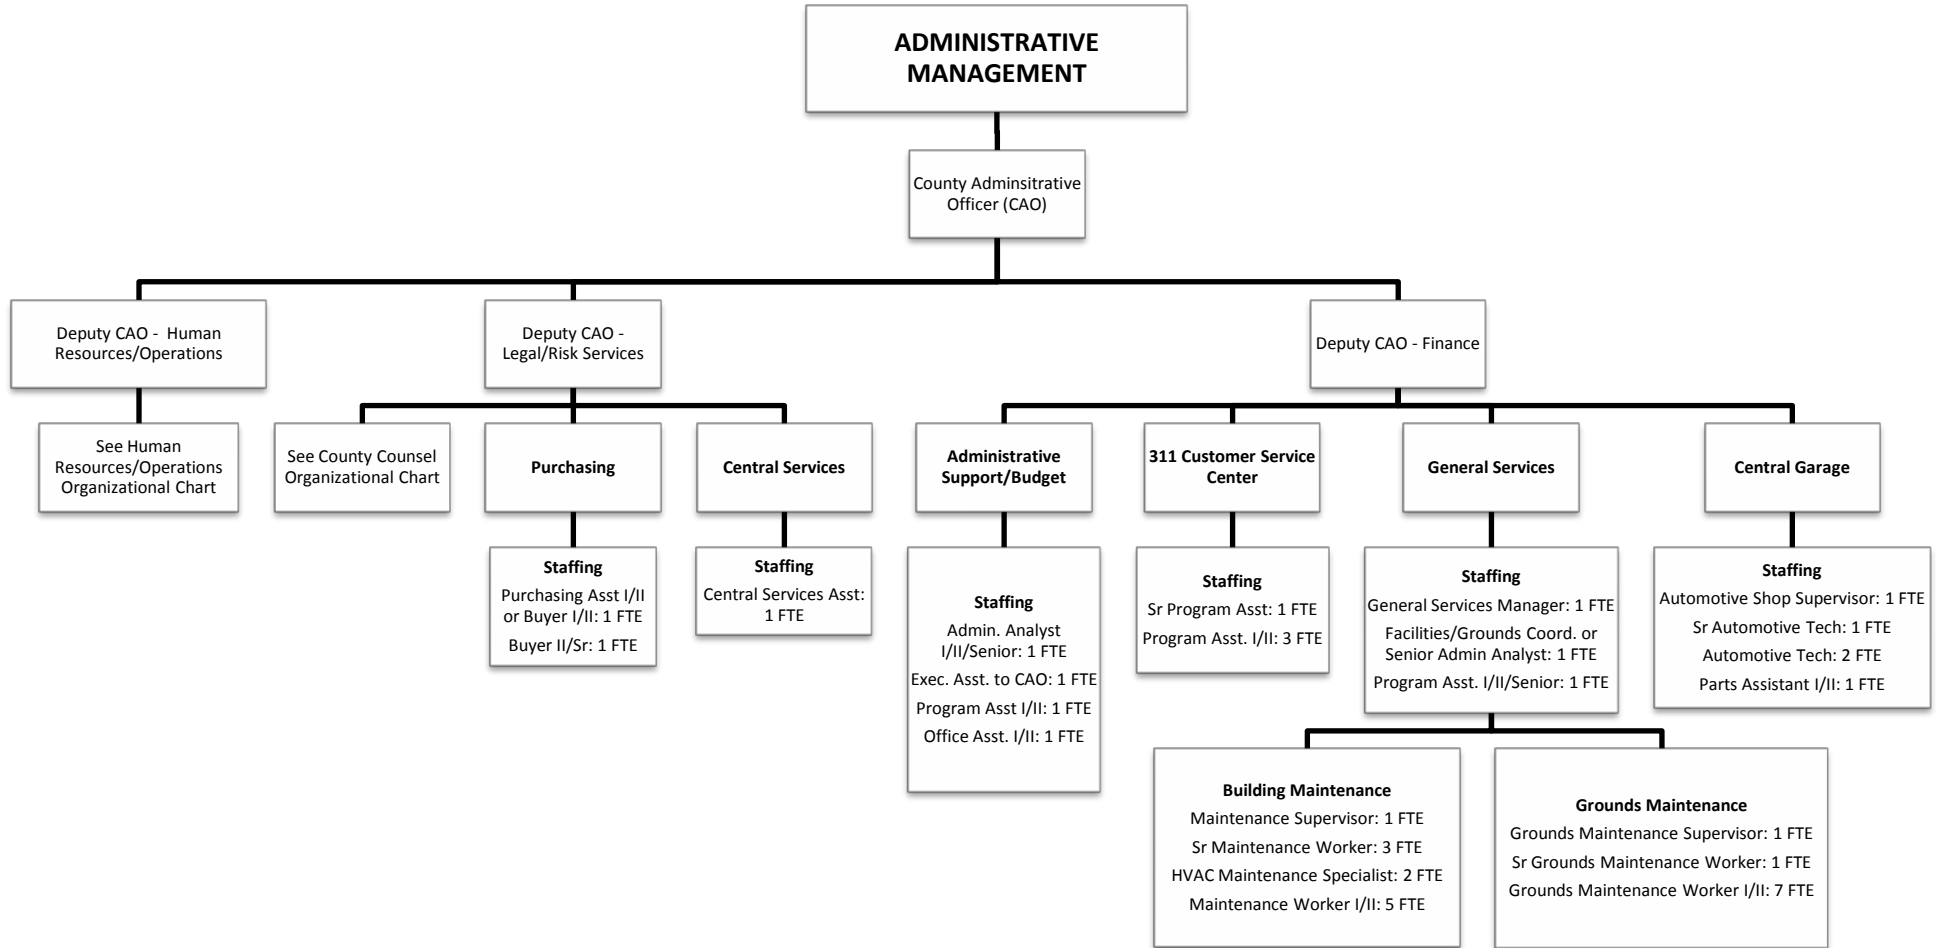 ADMINISTRATIVE
MANAGEMENT
County Adminsitrative
Officer (CAO)
Deputy CAO -  Human
Resources/Operations
Deputy CAO -
Legal/Risk Services
Deputy CAO - Finance
See Human
Resources/Operations
Organizational Chart
See County Counsel
Organizational Chart
Purchasing
Central Services
Administrative
Support/Budget
311 Customer Service
Center
General Services
Central Garage
Staffing
Purchasing Asst I/II
or Buyer I/II: 1 FTE
Buyer II/Sr: 1 FTE
Staffing
Central Services Asst:
1 FTE
Staffing
Admin. Analyst
I/II/Senior: 1 FTE
Exec. Asst. to CAO: 1 FTE
Program Asst I/II: 1 FTE
Office Asst. I/II: 1 FTE
Staffing
Sr Program Asst: 1 FTE
Program Asst. I/II: 3 FTE
Staffing
General Services Manager: 1 FTE
Facilities/Grounds Coord. or
Senior Admin Analyst: 1 FTE
Program Asst. I/II/Senior: 1 FTE
Staffing
Automotive Shop Supervisor: 1 FTE
Sr Automotive Tech: 1 FTE
Automotive Tech: 2 FTE
Parts Assistant I/II: 1 FTE
Building Maintenance
Maintenance Supervisor: 1 FTE
Sr Maintenance Worker: 3 FTE
HVAC Maintenance Specialist: 2 FTE
Maintenance Worker I/II: 5 FTE
Grounds Maintenance
Grounds Maintenance Supervisor: 1 FTE
Sr Grounds Maintenance Worker: 1 FTE
Grounds Maintenance Worker I/II: 7 FTE